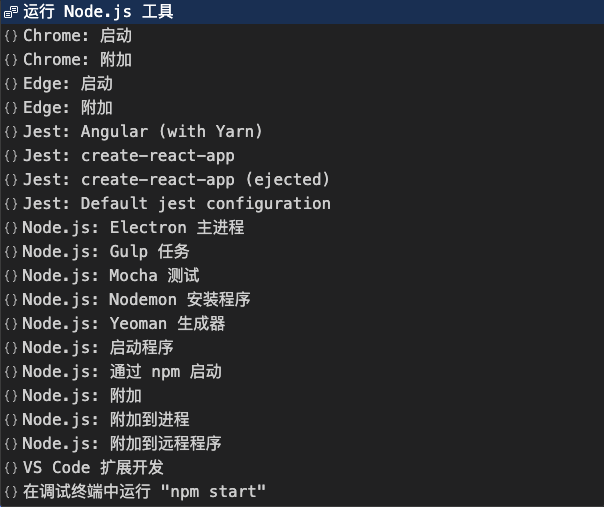 运行 Node.js 工具
{} Chrome: 启动
{} Chrome: 附加
{} Edge: 启动
{} Edge: 附加
{} Jest: Angular (with Yarn)
{} Jest: create-react-app
{} Jest: create-react-app (ejected)
{} Jest: Default jest configuration
{} Node.js: Electron 主进程
{} Node.js: Gulp 任务
{} Node.js: Mocha 测试
{} Node.js: Nodemon 安装程序
{} Node.js: Yeoman 生成器
{} Node.js: 启动程序
{} Node.js: 通过 npm 启动
{} Node.js: 附加
{} Node.js: 附加到进程
{} Node.js: 附加到远程程序
{} VS Code 扩展开发
{} 在调试终端中运行 "npm start"